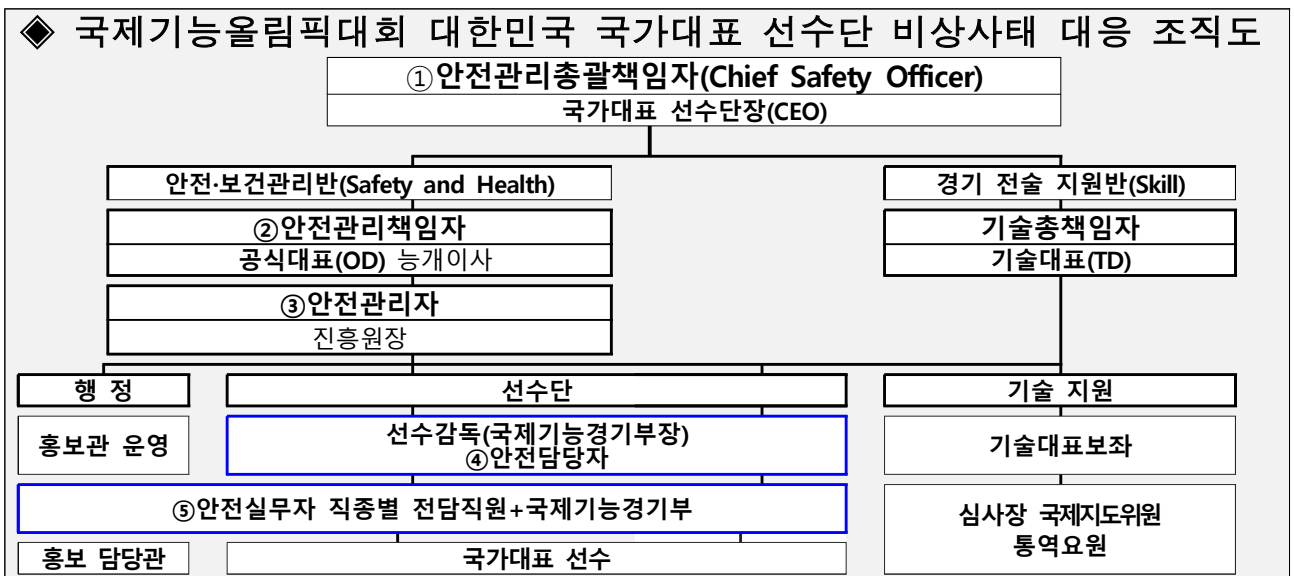 ◈ 국제기능올림픽대회 대한민국 국가대표 선수단 비상사태 대응 조직도
①안전관리총괄책임자(Chief Safety Officer)
국가대표 선수단장(CEO)
안전·보건관리반(Safety and Health)
경기 전술 지원반(Skill)
②안전관리책임자
기술총책임자
공식대표(OD) 능개이사
기술대표(TD)
③안전관리자
진흥원장
행 정
선수단
기술 지원
홍보관 운영
선수감독(국제기능경기부장)
④안전담당자
기술대표보좌
⑤안전실무자 직종별 전담직원+국제기능경기부
심사장 국제지도위원
통역요원
홍보 담당관
국가대표 선수